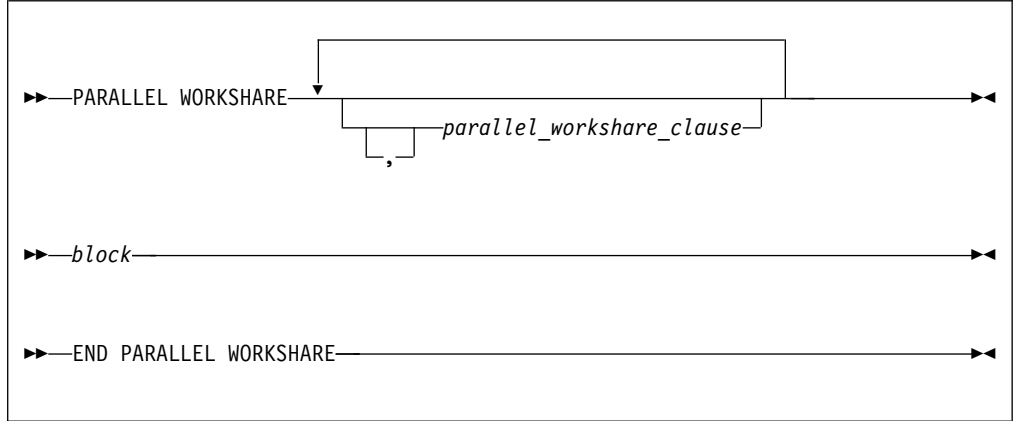 PARALLEL WORKSHARE
parallel_workshare_clause
,
block
END PARALLEL WORKSHARE